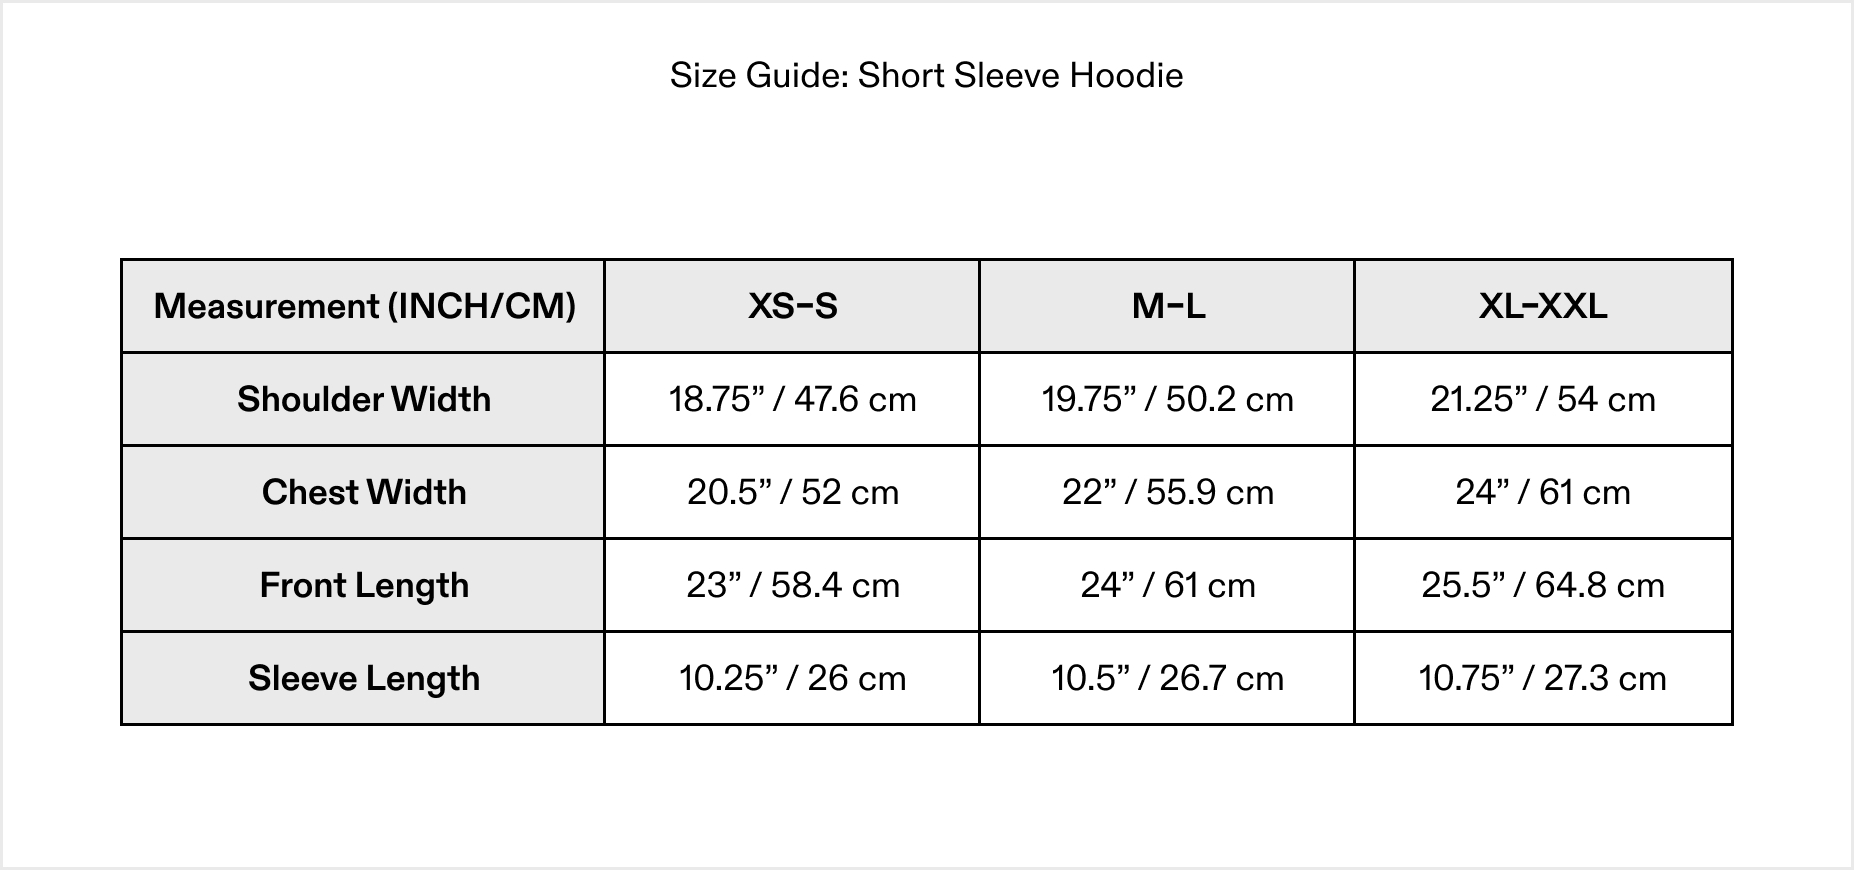 Size Guide: Short Sleeve Hoodie
Measurement (INCH/CM) XS–S M–L XL–XXL
Shoulder Width 18.75” / 47.6 cm 19.75” / 50.2 cm 21.25” / 54 cm
Chest Width 20.5” / 52 cm 22” / 55.9 cm 24” / 61 cm
Front Length 23” / 58.4 cm 24” / 61 cm 25.5” / 64.8 cm
Sleeve Length 10.25” / 26 cm 10.5” / 26.7 cm 10.75” / 27.3 cm